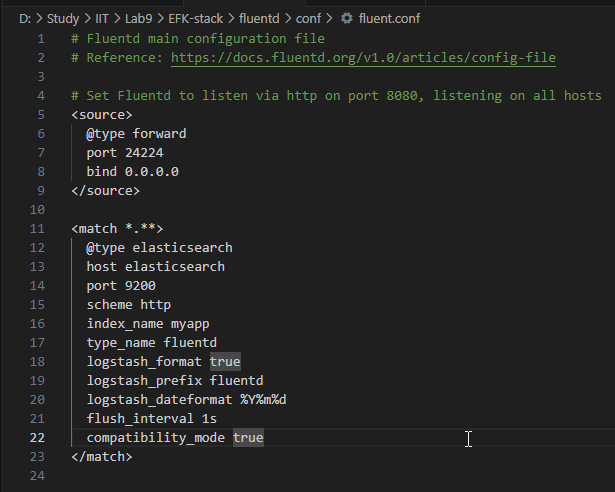 D: > Study > IIT > Lab9 > EFK-stack > fluentd > conf > fluent.conf
1 # Fluentd main configuration file
2 # Reference: https://docs.fluentd.org/v1.0/articles/config-file
3
4 # Set Fluentd to listen via http on port 8080, listening on all hosts
5 <source>
6 @type forward
7 port 24224
8 bind 0.0.0.0
9 </source>
10
11 <match *.**>
12 @type elasticsearch
13 host elasticsearch
14 port 9200
15 scheme http
16 index_name myapp
17 type_name fluentd
18 logstash_format true
19 logstash_prefix fluentd
20 logstash_dateformat %Y%m%d
21 flush_interval 1s
22 compatibility_mode true
23 </match>
24